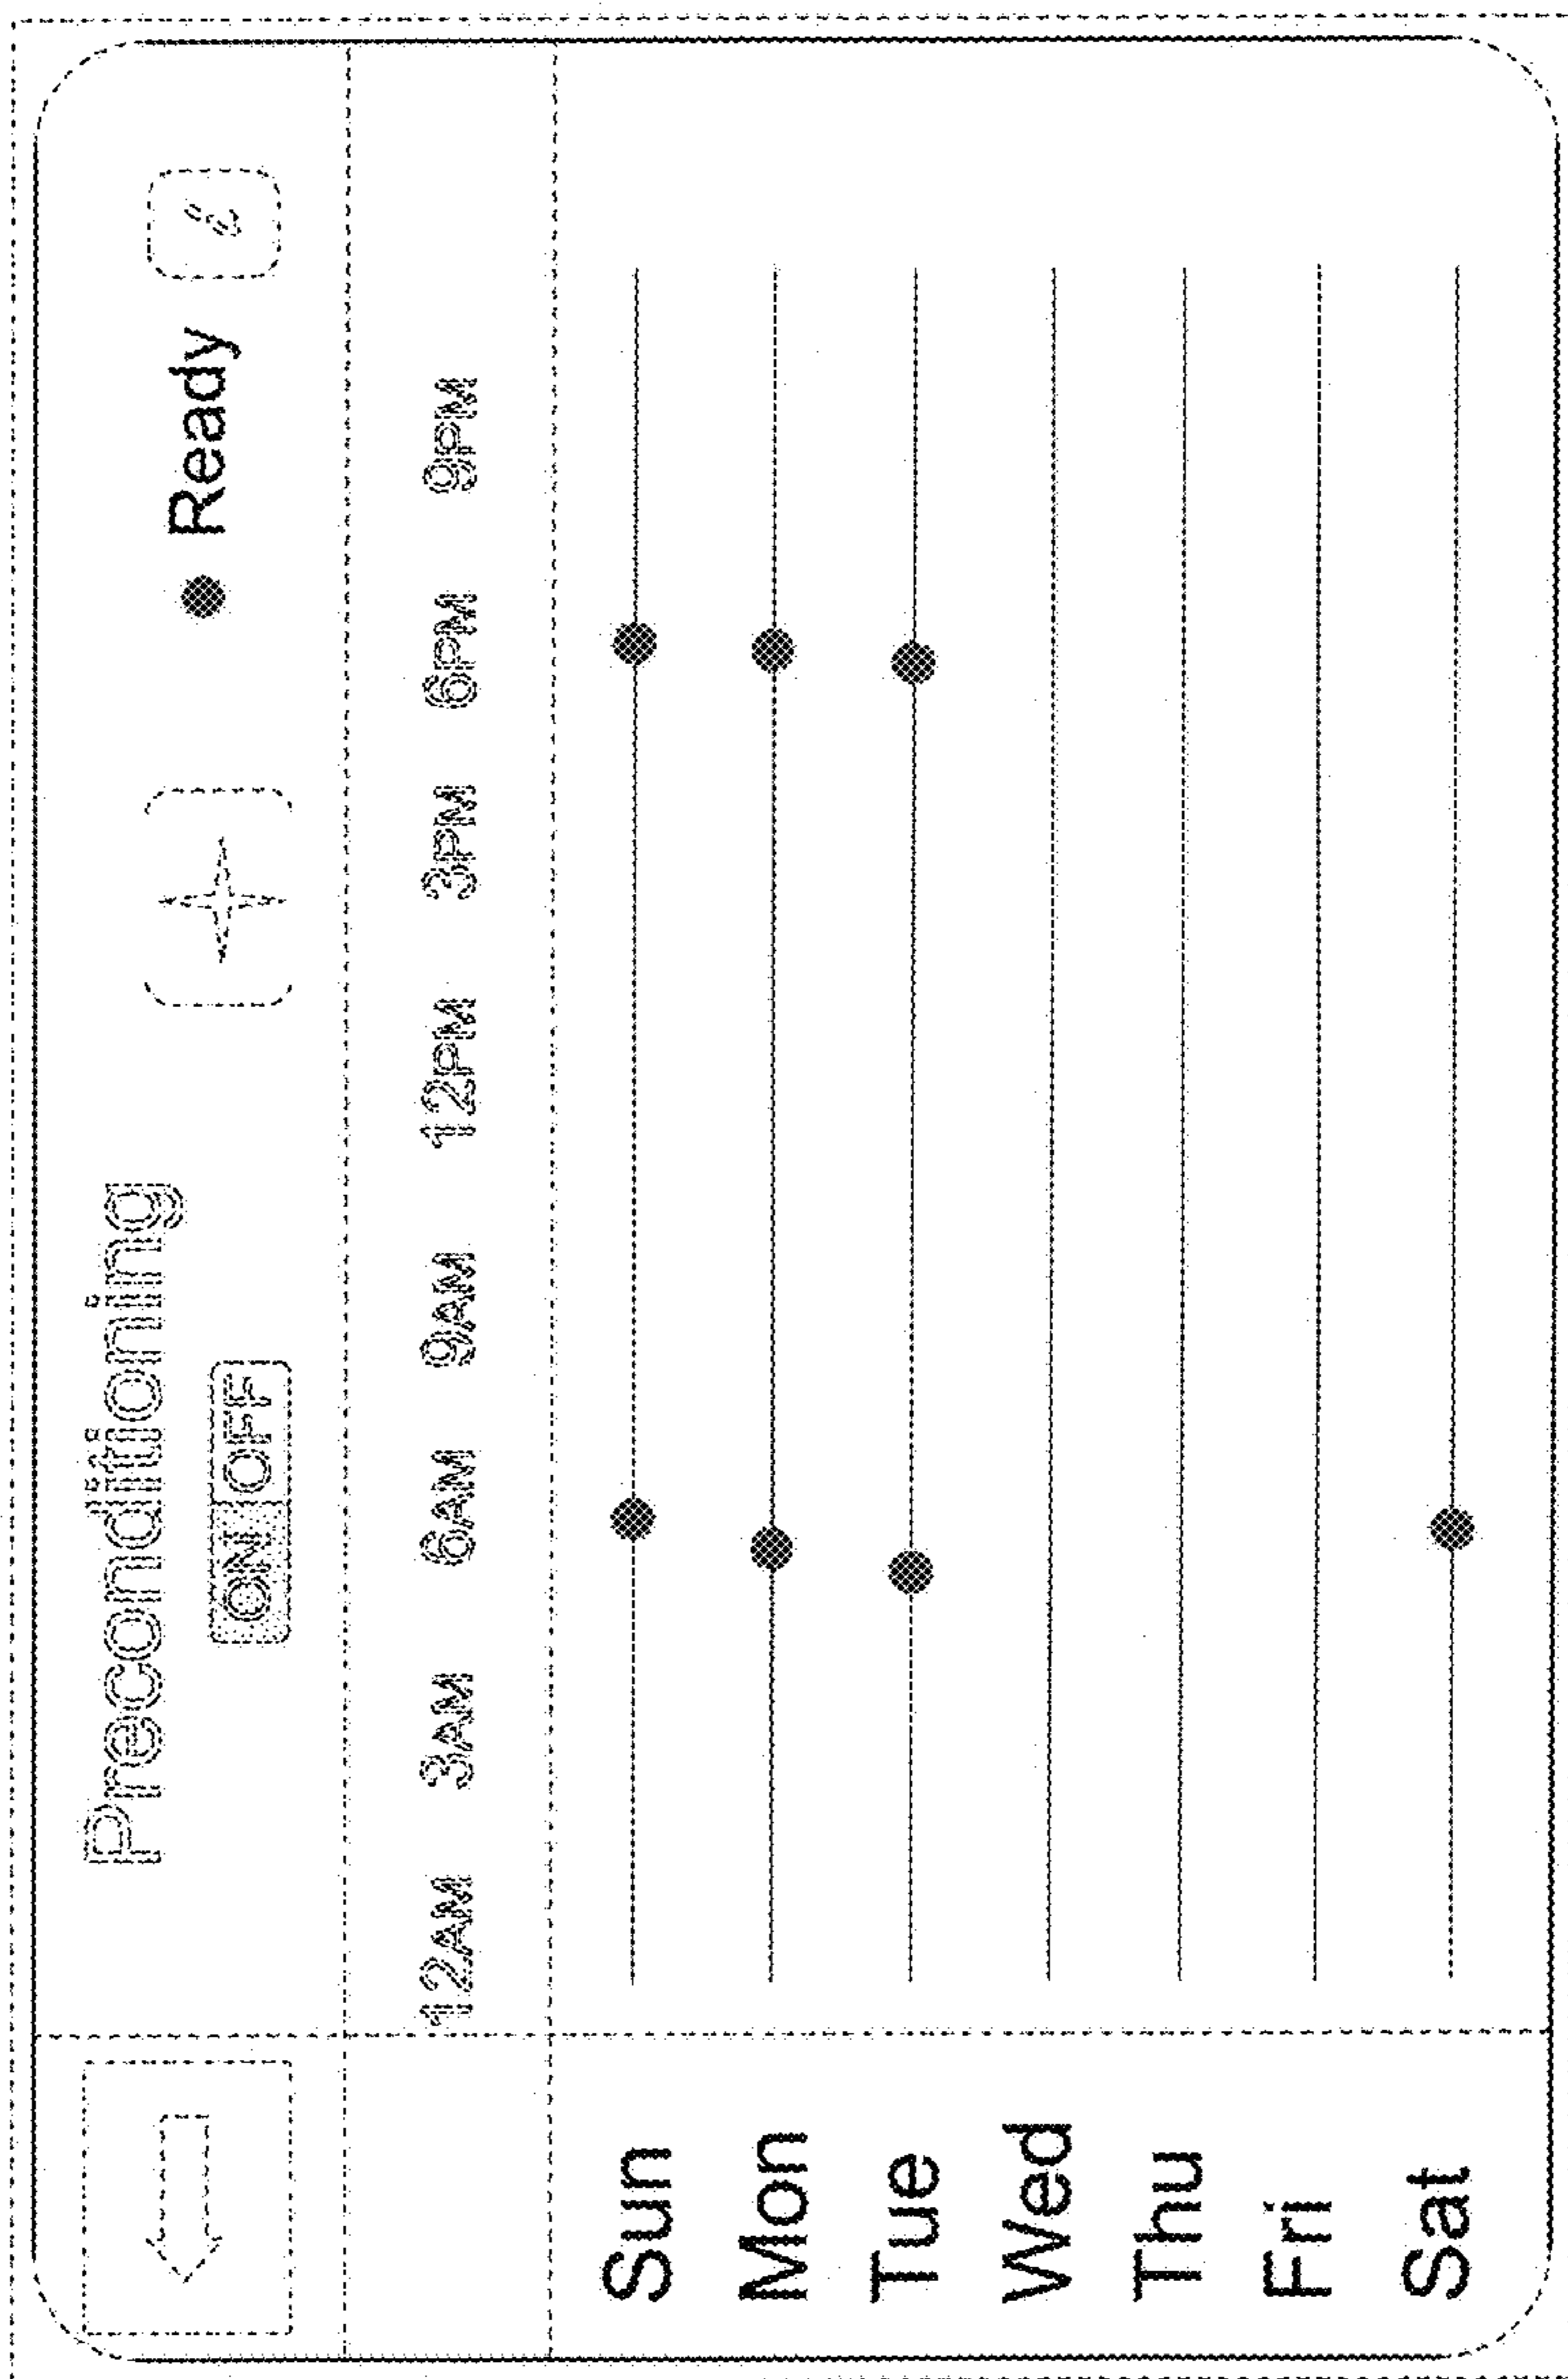 Preconditioning
ON OFF
Ready
12AM 3AM 6AM 9AM 12PM 3PM 6PM 9PM
Sun
Mon
Tue
Wed
Thu
Fri
Sat